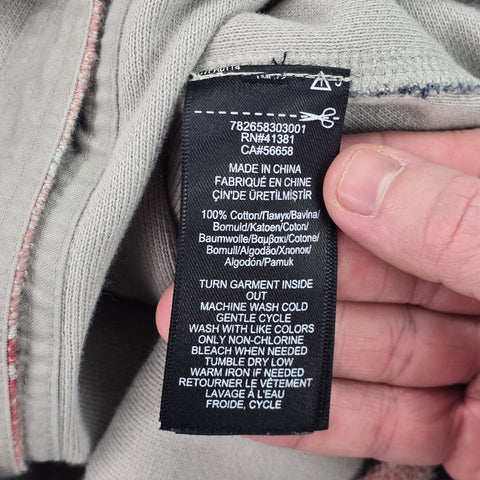 782658303001
RN#41381
CA#56658
MADE IN CHINA
FABRIQUÉ EN CHINE
ÇİN'DE ÜRETİLMİŞTİR
100% Cotton/Памук/Bavlna/
Bomuld/Katoen/Coton/
Baumwolle/Βαμβακι/Cotone/
Bomull/Algodão/Хлопок/
Algodón/Pamuk
TURN GARMENT INSIDE
OUT
MACHINE WASH COLD
GENTLE CYCLE
WASH WITH LIKE COLORS
ONLY NON-CHLORINE
BLEACH WHEN NEEDED
TUMBLE DRY LOW
WARM IRON IF NEEDED
RETOURNER LE VÊTEMENT
LAVAGE À L'EAU
FROIDE, CYCLE